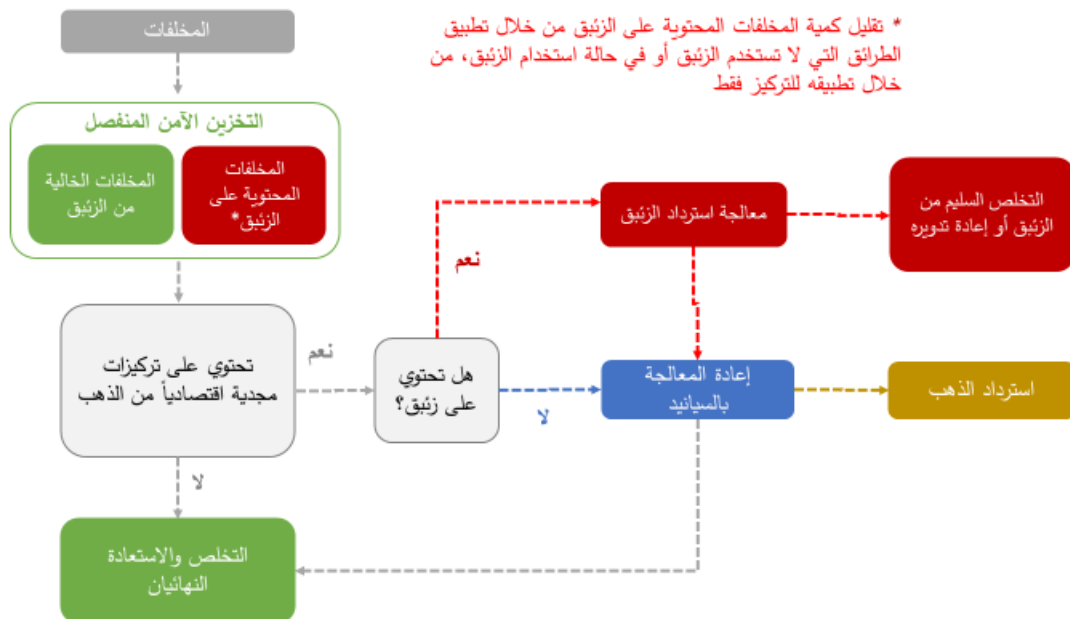 المخلفات
* تقليل كمية المخلفات المحتوية على الزئبق من خلال تطبيق
الطرائق التي لا تستخدم الزئبق أو في حالة استخدام الزئبق، من
خلال تطبيقه للتركيز فقط
التخزين الآمن المنفصل
المخلفات
المحتوية على
الزئبق*
المخلفات الخالية
من الزئبق
معالجة استرداد الزئبق
التخلص السليم من
الزئبق أو إعادة تدويره
نعم
تحتوي على تركيزات
مجدية اقتصادياً من الذهب
نعم
هل تحتوي
على زئبق؟
لا
إعادة المعالجة
بالسيانيد
استرداد الذهب
لا
التخلص والاستعادة
النهائيان